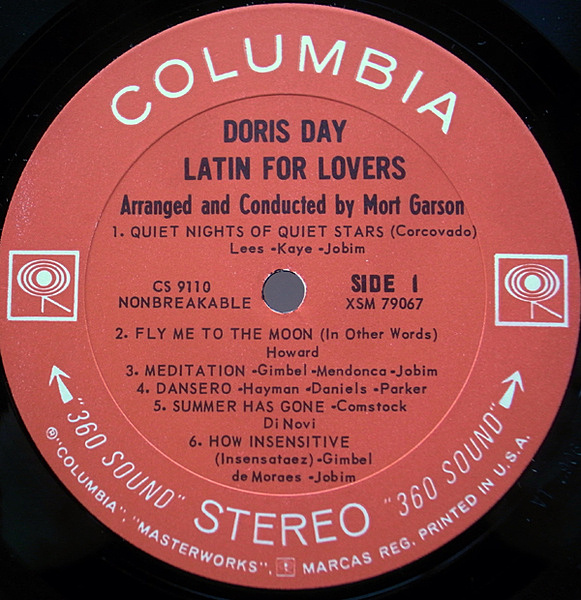 COLUMBIA
DORIS DAY
LATIN FOR LOVERS
Arranged and Conducted by Mort Garson
1. QUIET NIGHTS OF QUIET STARS (Corcovado)
Lees -Kaye -Jobim
CS 9110
NONBREAKABLE
SIDE 1
XSM 79067
2. FLY ME TO THE MOON (In Other Words)
Howard
3. MEDITATION -Gimbel -Mendonca -Jobim
4. DANSERO -Hayman -Daniels -Parker
5. SUMMER HAS GONE -Comstock
Di Novi
6. HOW INSENSITIVE
(Insensataez) -Gimbel
de Moraes -Jobim
"360 SOUND" STEREO "360 SOUND"
℗"COLUMBIA", "MASTERWORKS", MARCAS REG. PRINTED IN U.S.A.